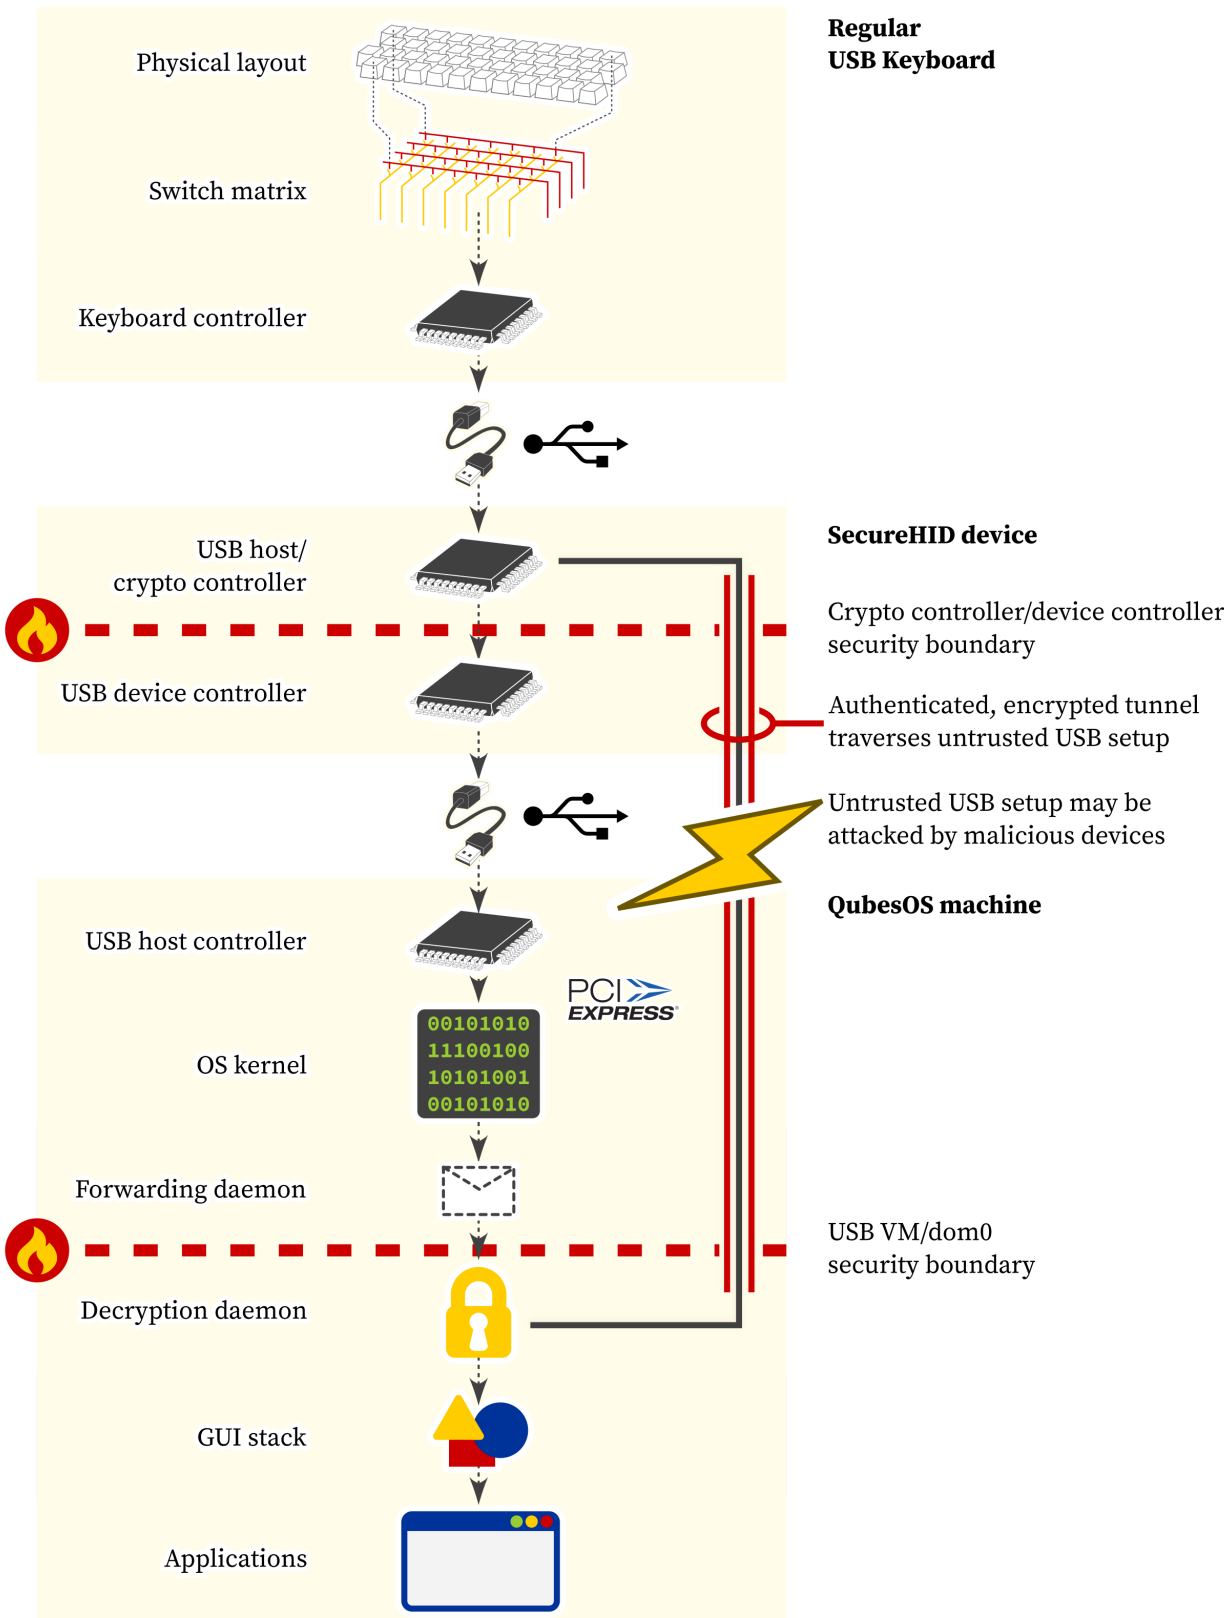 Regular
USB Keyboard
Physical layout
Switch matrix
Keyboard controller
SecureHID device
USB host/
crypto controller
Crypto controller/device controller
security boundary
USB device controller
Authenticated, encrypted tunnel
traverses untrusted USB setup
Untrusted USB setup may be
attacked by malicious devices
QubesOS machine
USB host controller
PCI
EXPRESS®
OS kernel
00101010
11100100
10101001
00101010
Forwarding daemon
USB VM/dom0
security boundary
Decryption daemon
GUI stack
Applications